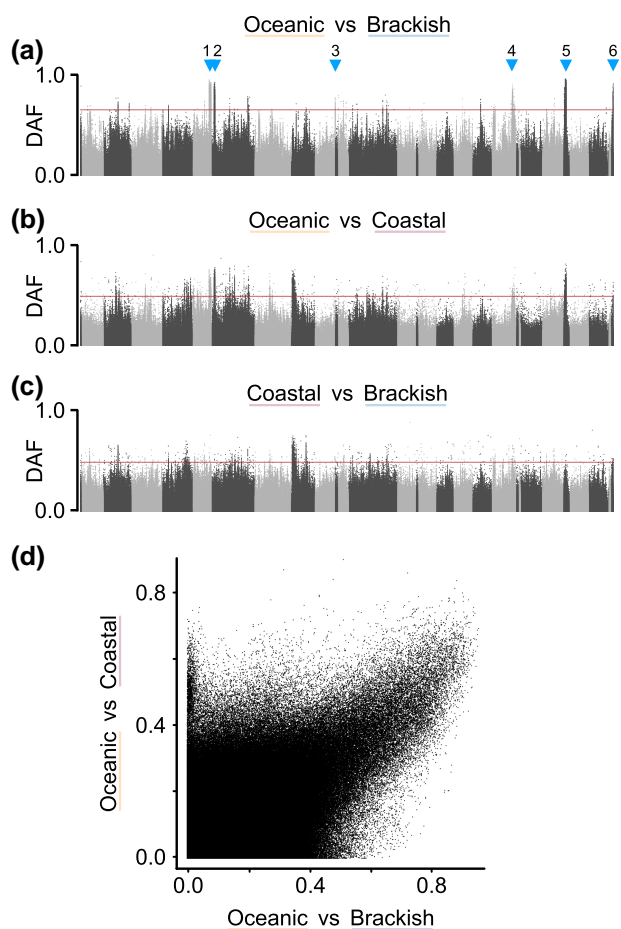 Oceanic vs Brackish
(a)
1 2 3 4 5 6
1.0
DAF
0.0
(b)
Oceanic vs Coastal
1.0
DAF
0.0
(c)
Coastal vs Brackish
1.0
DAF
0.0
(d)
0.8
0.4
0.0
Oceanic vs Coastal
0.0 0.4 0.8
Oceanic vs Brackish